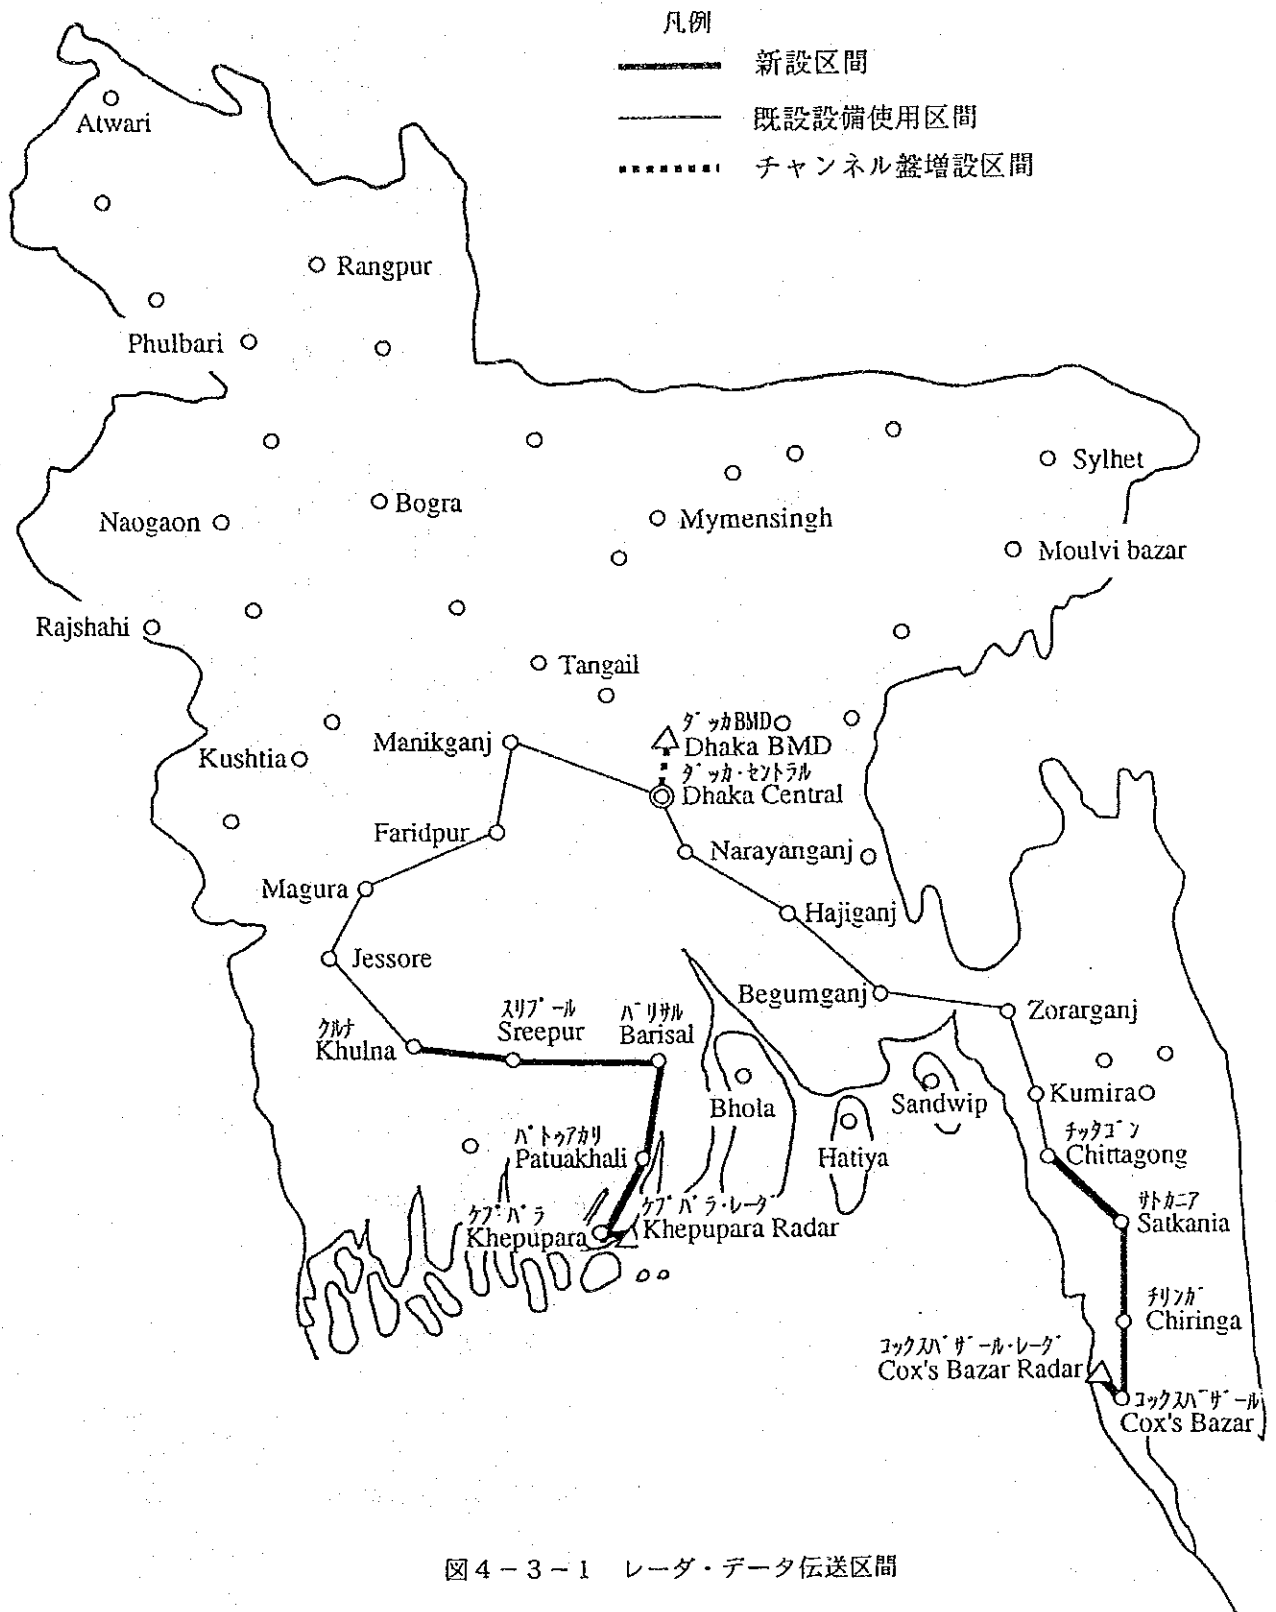 凡例
新設区間
既設設備使用区間
チャンネル盤増設区間
Atwari
Rangpur
Phulbari
Sylhet
Bogra
Naogaon
Mymensingh
Moulvi bazar
Rajshahi
Tangail
ダッカBMD
Manikganj
Dhaka BMD
Kushtia
ダッカ・セントラル
Dhaka Central
Faridpur
Narayanganj
Magura
Hajiganj
Jessore
Begumganj
スリプール
バリサル
Zorarganj
クルナ
Sreepur
Barisal
Khulna
Kumira
Bhola
Sandwip
パトゥアカリ
チッタゴン
Patuakhali
Hatiya
Chittagong
ケプパラ
ケプパラ・レーダ
サトカニア
Khepupara
Khepupara Radar
Satkania
チリンガ
Chiringa
コックスバザール・レーダ
Cox's Bazar Radar
コックスバザール
Cox's Bazar
図4-3-1 レーダ・データ伝送区間